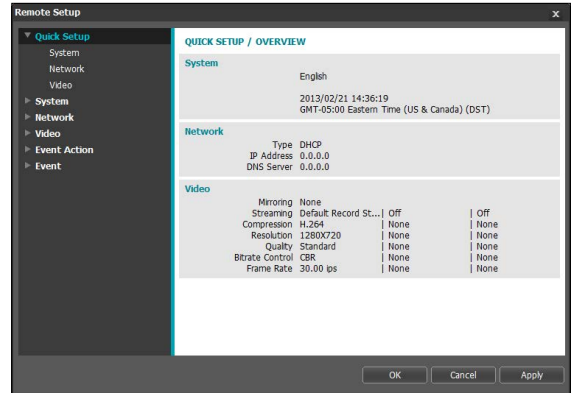 Remote Setup x
Quick Setup
System
Network
Video
System
Network
Video
Event Action
Event
QUICK SETUP / OVERVIEW
System
English
2013/02/21 14:36:19
GMT-05:00 Eastern Time (US & Canada) (DST)
Network
Type DHCP
IP Address 0.0.0.0
DNS Server 0.0.0.0
Video
Mirroring None
Streaming Default Record St...| Off | Off
Compression H.264 | None | None
Resolution 1280X720 | None | None
Quality Standard | None | None
Bitrate Control CBR | None | None
Frame Rate 30.00 ips | None | None
OK Cancel Apply